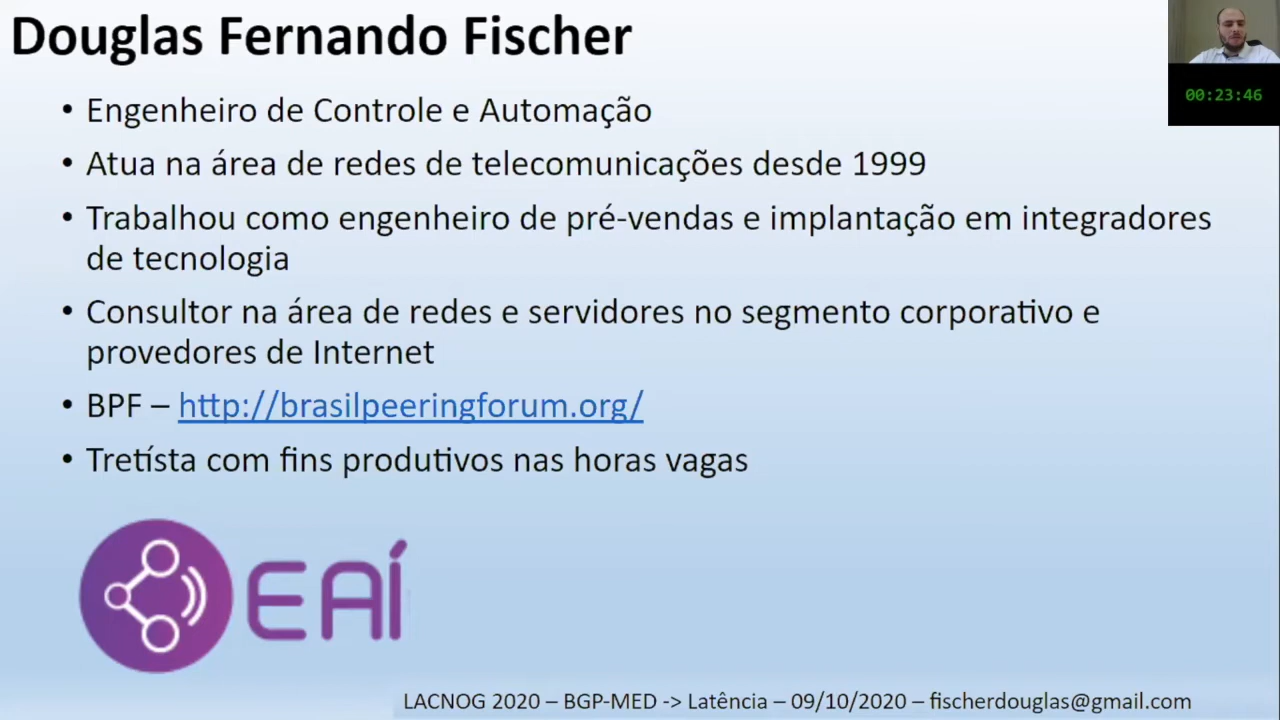 Douglas Fernando Fischer
00:23:46
• Engenheiro de Controle e Automação
• Atua na área de redes de telecomunicações desde 1999
• Trabalhou como engenheiro de pré-vendas e implantação em integradores
de tecnologia
• Consultor na área de redes e servidores no segmento corporativo e
provedores de Internet
• BPF – http://brasilpeeringforum.org/
• Tretísta com fins produtivos nas horas vagas
EAÍ
LACNOG 2020 – BGP-MED -> Latência – 09/10/2020 – fischerdouglas@gmail.com